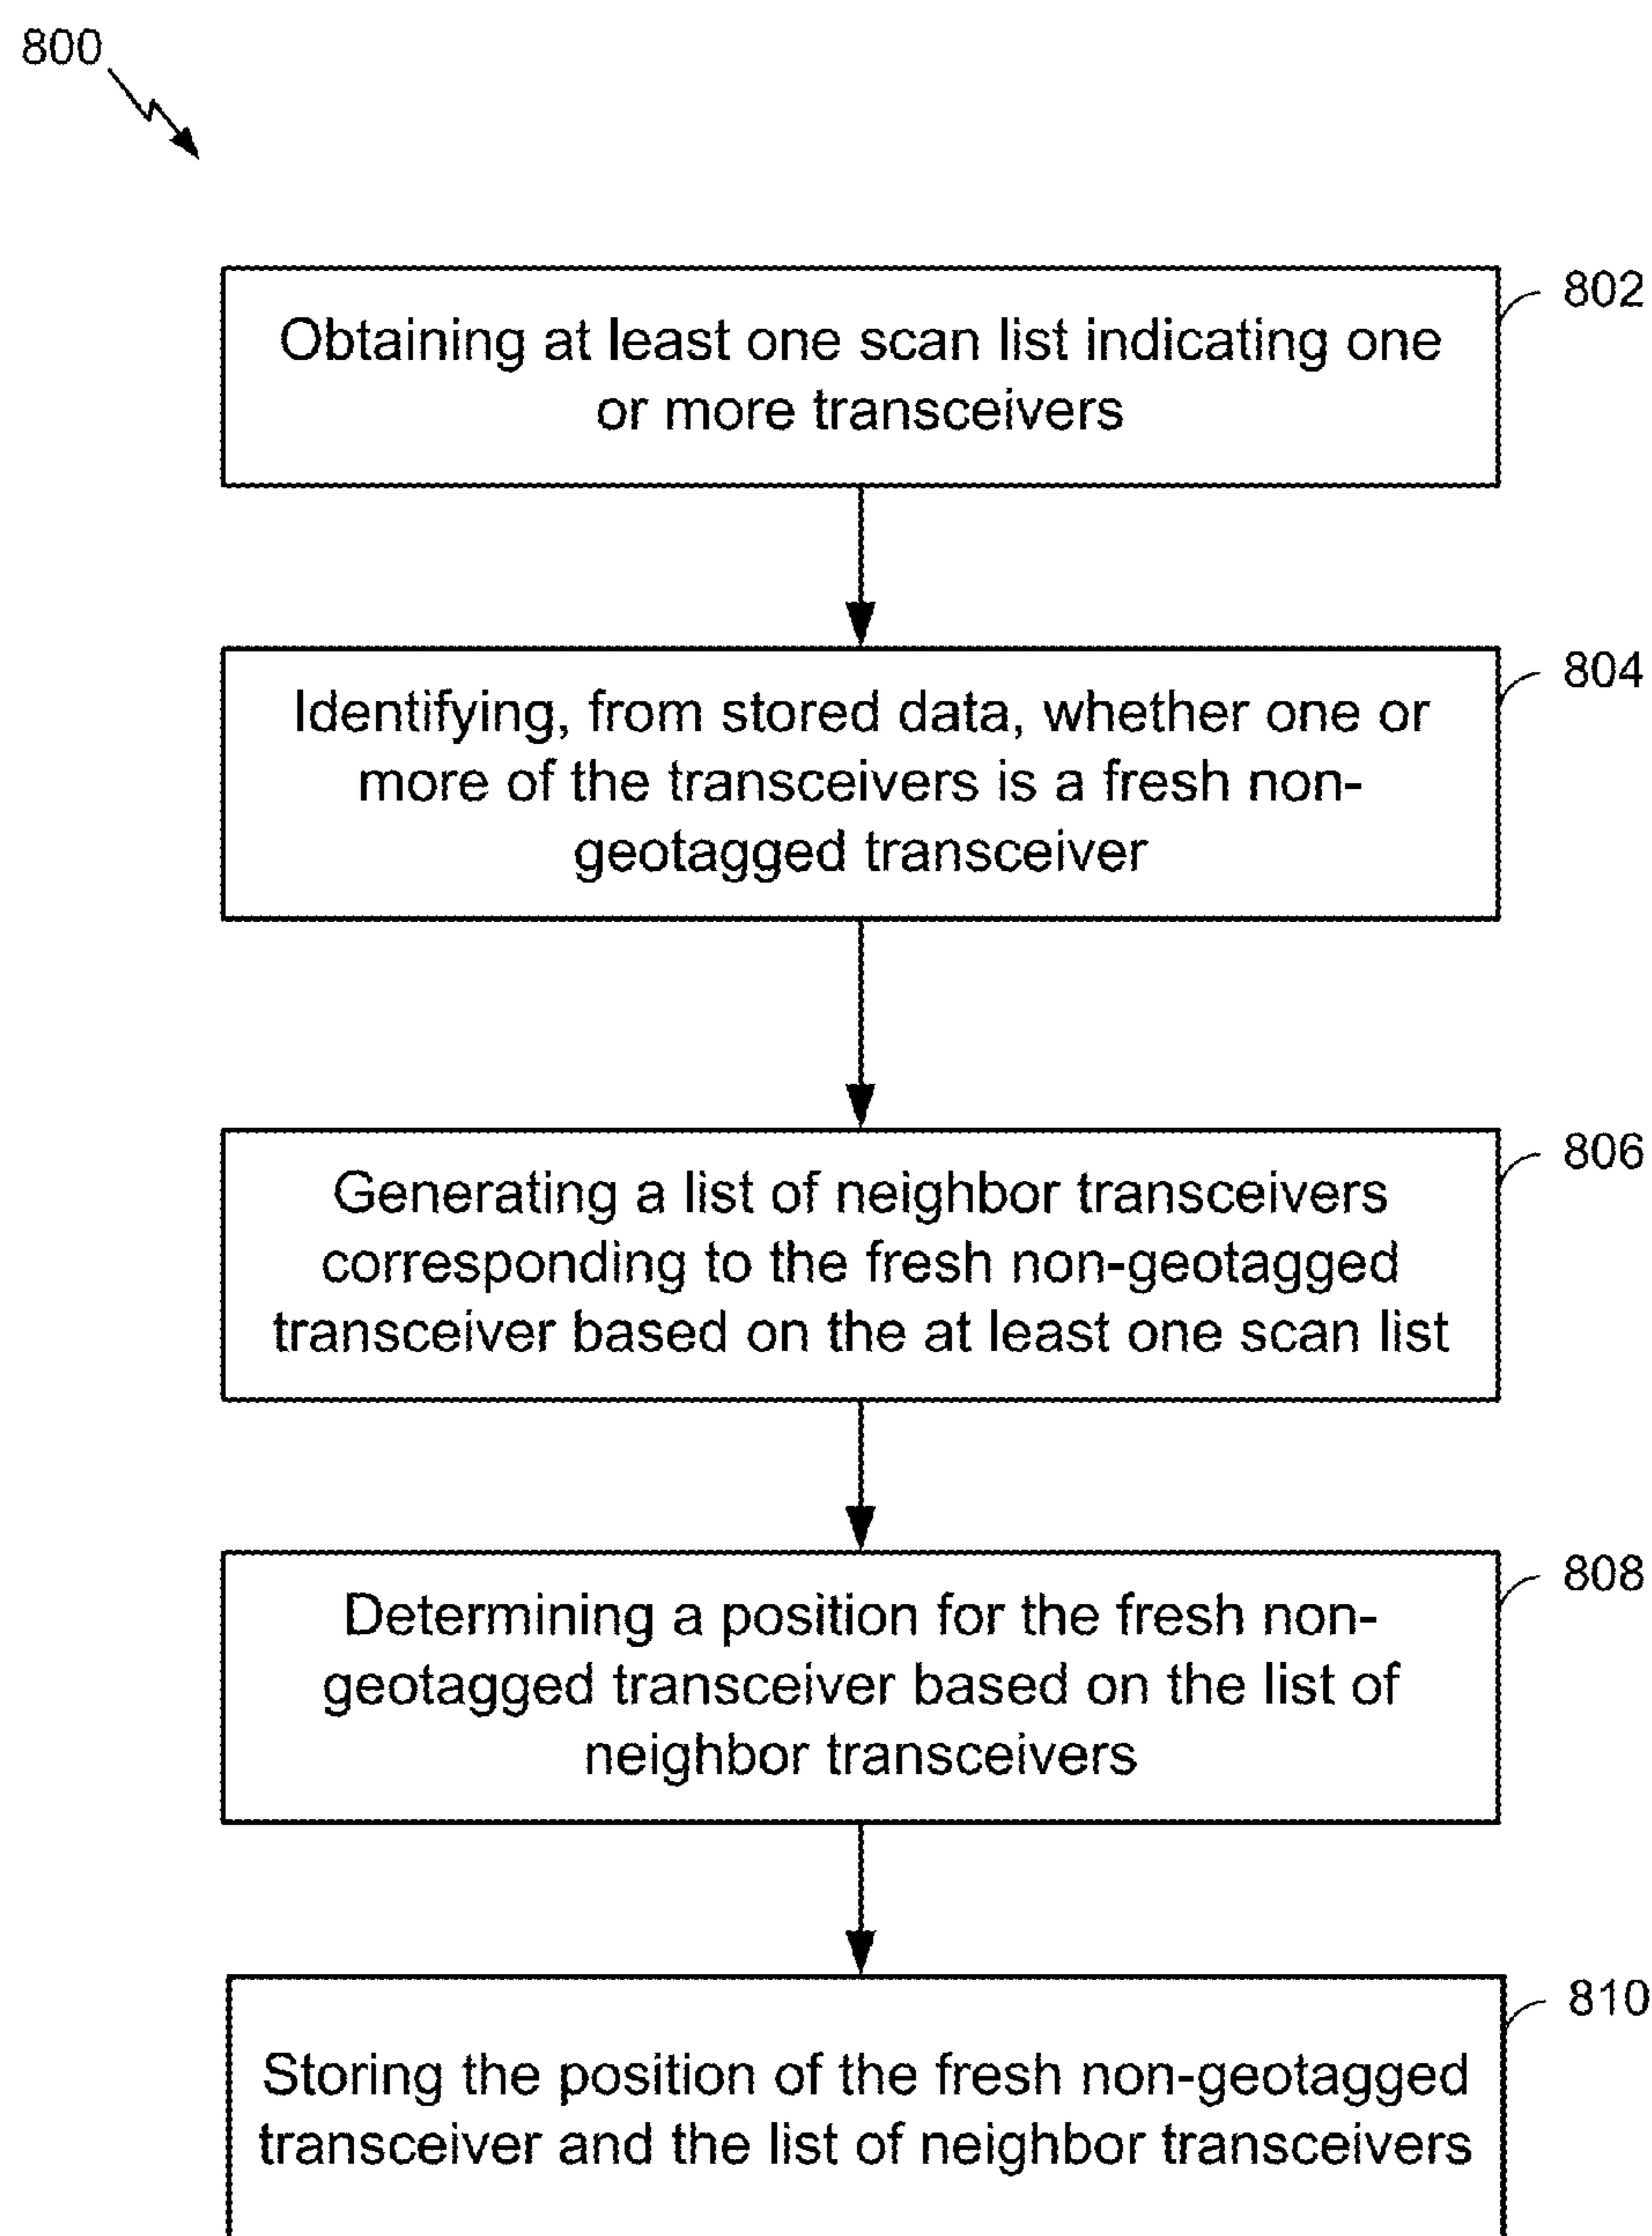 800
802
Obtaining at least one scan list indicating one
or more transceivers
804
Identifying, from stored data, whether one or
more of the transceivers is a fresh non-
geotagged transceiver
806
Generating a list of neighbor transceivers
corresponding to the fresh non-geotagged
transceiver based on the at least one scan list
808
Determining a position for the fresh non-
geotagged transceiver based on the list of
neighbor transceivers
810
Storing the position of the fresh non-geotagged
transceiver and the list of neighbor transceivers